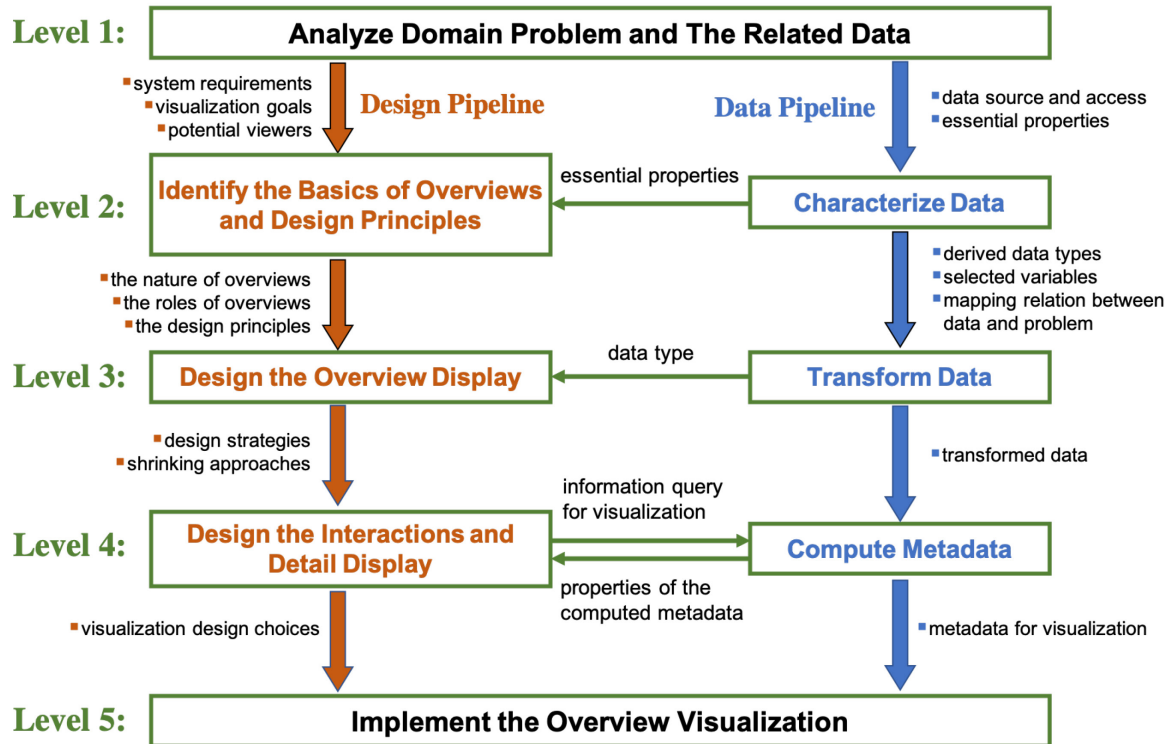 Level 1:
Analyze Domain Problem and The Related Data
system requirements
visualization goals
potential viewers
Design Pipeline
Data Pipeline
data source and access
essential properties
Level 2:
Identify the Basics of Overviews
and Design Principles
essential properties
Characterize Data
the nature of overviews
the roles of overviews
the design principles
derived data types
selected variables
mapping relation between
data and problem
Level 3:
Design the Overview Display
data type
Transform Data
design strategies
shrinking approaches
transformed data
Level 4:
Design the Interactions and
Detail Display
information query
for visualization
properties of the
computed metadata
Compute Metadata
visualization design choices
metadata for visualization
Level 5:
Implement the Overview Visualization